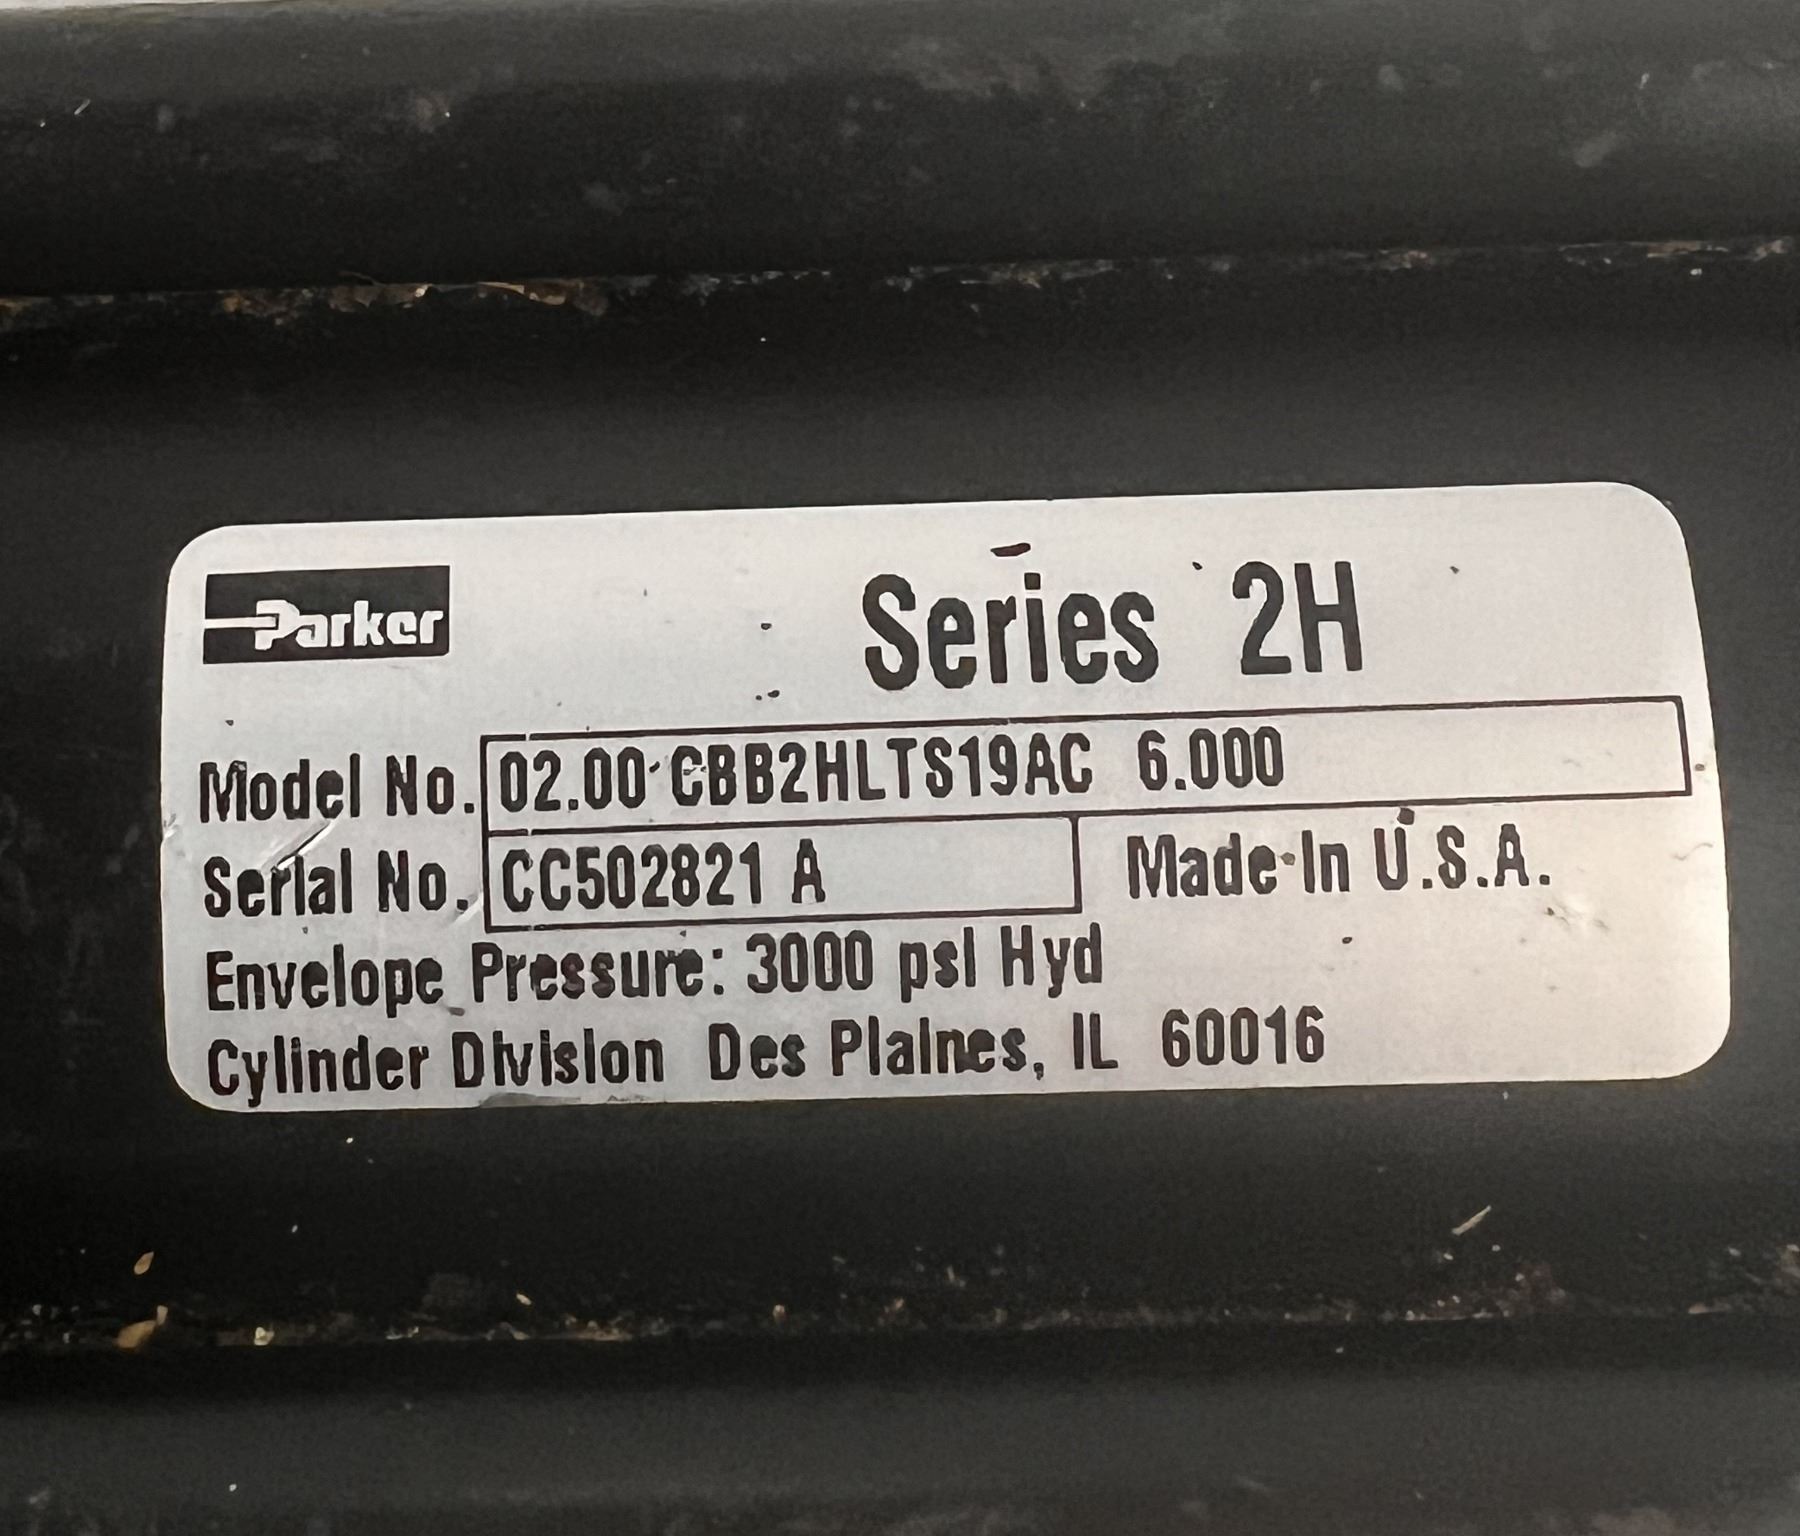 Parker
Series 2H
Model No. 02.00 CBB2HLTS19AC 6.000
Serial No. CC502821 A
Made In U.S.A.
Envelope Pressure: 3000 psi Hyd
Cylinder Division Des Plaines, IL 60016